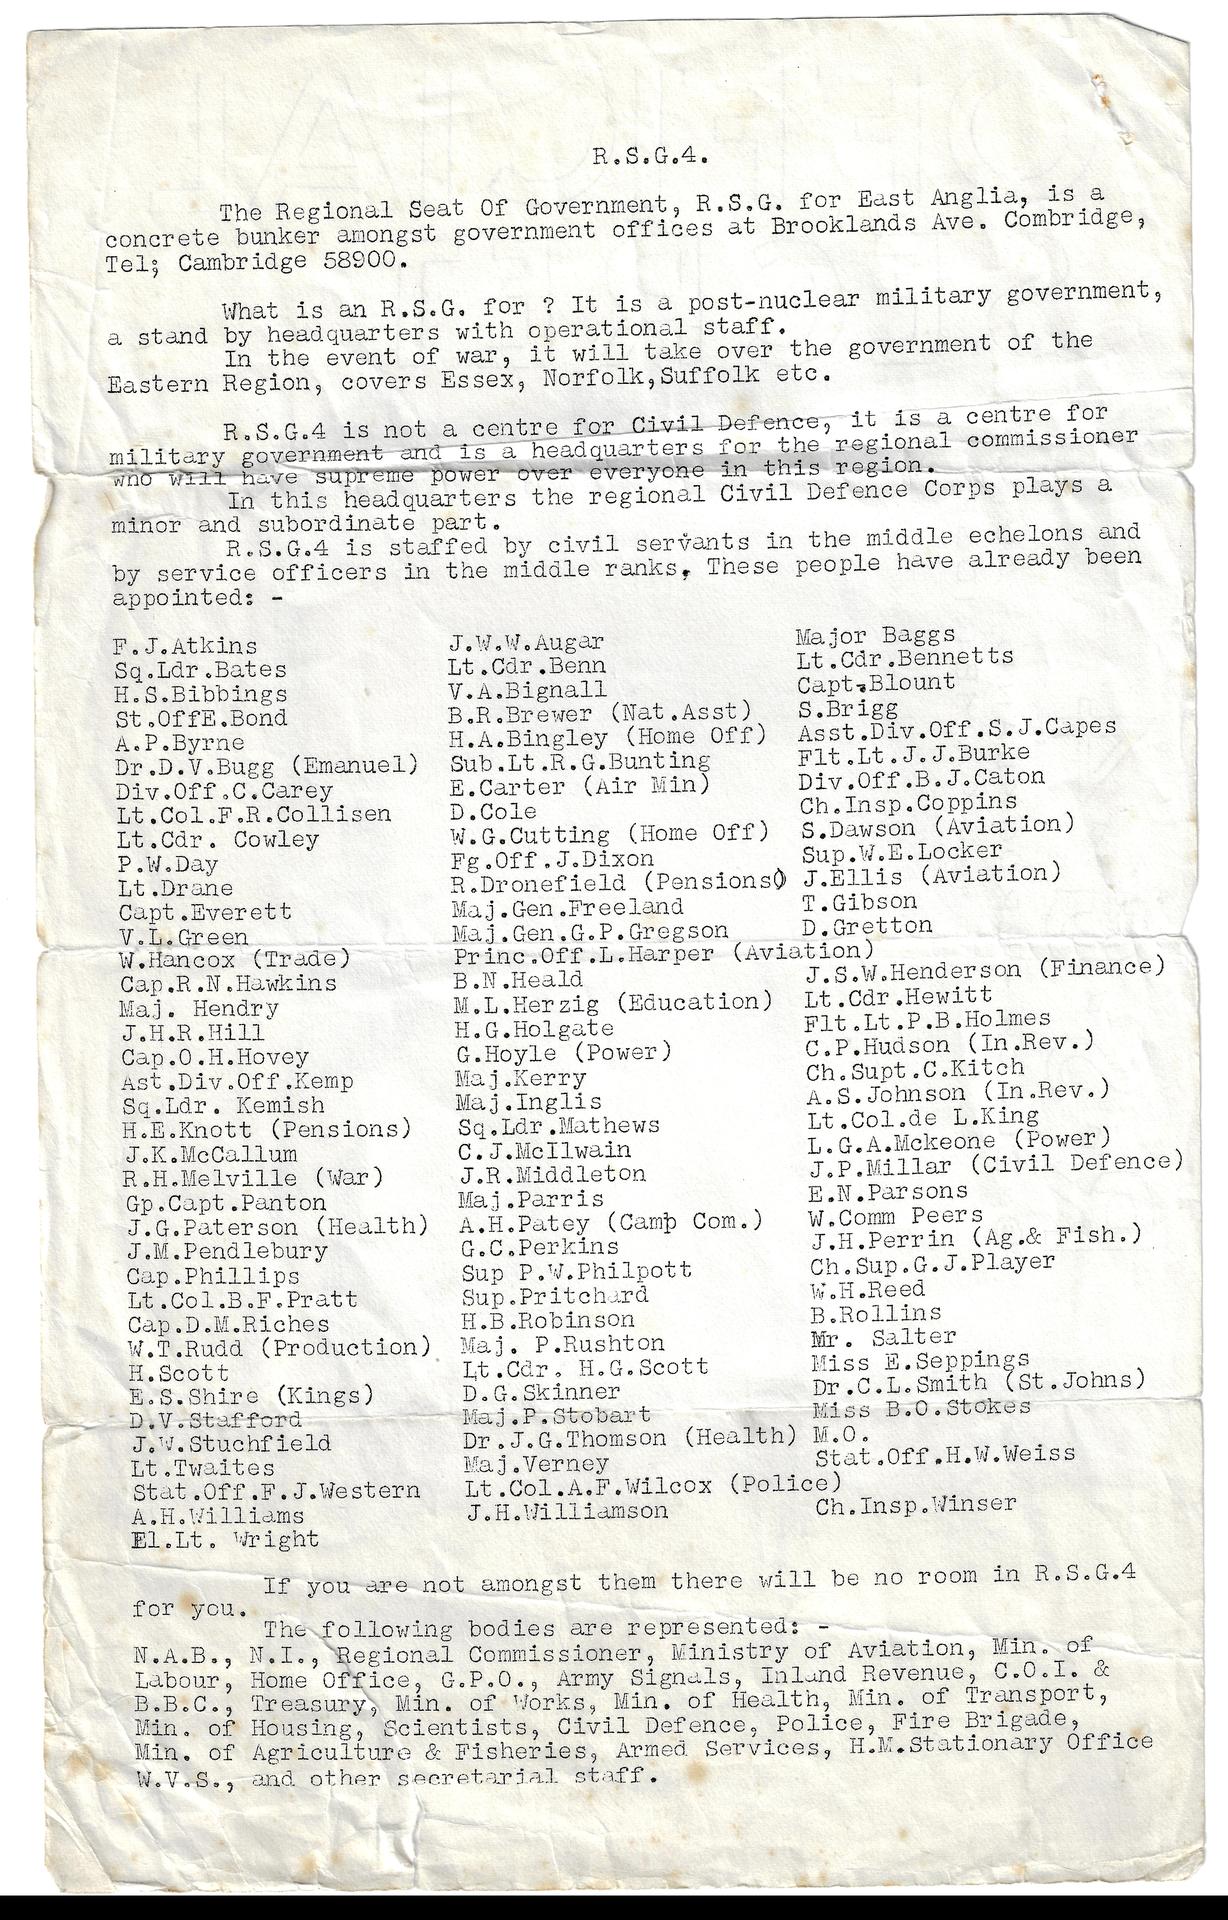 R.S.G.4.
The Regional Seat Of Government, R.S.G. for East Anglia, is a
concrete bunker amongst government offices at Brooklands Ave. Combridge,
Tel; Cambridge 58900.
What is an R.S.G. for ? It is a post-nuclear military government,
a stand by headquarters with operational staff.
In the event of war, it will take over the government of the
Eastern Region, covers Essex, Norfolk,Suffolk etc.
R.S.G.4 is not a centre for Civil Defence, it is a centre for
military government and is a headquarters for the regional commissioner
who will have supreme power over everyone in this region.
In this headquarters the regional Civil Defence Corps plays a
minor and subordinate part.
R.S.G.4 is staffed by civil servants in the middle echelons and
by service officers in the middle ranks. These people have already been
appointed: -
F.J.Atkins J.W.W.Augar Major Baggs
Sq.Ldr.Bates Lt.Cdr.Benn Lt.Cdr.Bennetts
H.S.Bibbings V.A.Bignall Capt.Blount
St.OffE.Bond B.R.Brewer (Nat.Asst) S.Brigg
A.P.Byrne H.A.Bingley (Home Off) Asst.Div.Off.S.J.Capes
Dr.D.V.Bugg (Emanuel) Sub.Lt.R.G.Bunting Flt.Lt.J.J.Burke
Div.Off.C.Carey E.Carter (Air Min) Div.Off.B.J.Caton
Lt.Col.F.R.Collisen D.Cole Ch.Insp.Coppins
Lt.Cdr. Cowley W.G.Cutting (Home Off) S.Dawson (Aviation)
P.W.Day Fg.Off.J.Dixon Sup.W.E.Locker
Lt.Drane R.Dronefield (Pensions) J.Ellis (Aviation)
Capt.Everett Maj.Gen.Freeland T.Gibson
V.L.Green Maj.Gen.G.P.Gregson D.Gretton
W.Hancox (Trade) Princ.Off.L.Harper (Aviation)
Cap.R.N.Hawkins B.N.Heald J.S.W.Henderson (Finance)
Maj. Hendry M.L.Herzig (Education) Lt.Cdr.Hewitt
J.H.R.Hill H.G.Holgate Flt.Lt.P.B.Holmes
Cap.O.H.Hovey G.Hoyle (Power) C.P.Hudson (In.Rev.)
Ast.Div.Off.Kemp Maj.Kerry Ch.Supt.C.Kitch
Sq.Ldr. Kemish Maj.Inglis A.S.Johnson (In.Rev.)
H.E.Knott (Pensions) Sq.Ldr.Mathews Lt.Col.de L.King
J.K.McCallum C.J.McIlwain L.G.A.Mckeone (Power)
R.H.Melville (War) J.R.Middleton J.P.Millar (Civil Defence)
Gp.Capt.Panton Maj.Parris E.N.Parsons
J.G.Paterson (Health) A.H.Patey (Camp Com.) W.Comm Peers
J.M.Pendlebury G.C.Perkins J.H.Perrin (Ag.& Fish.)
Cap.Phillips Sup P.W.Philpott Ch.Sup.G.J.Player
Lt.Col.B.F.Pratt Sup.Pritchard W.H.Reed
Cap.D.M.Riches H.B.Robinson B.Rollins
W.T.Rudd (Production) Maj. P.Rushton Mr. Salter
H.Scott Lt.Cdr. H.G.Scott Miss E.Seppings
E.S.Shire (Kings) D.G.Skinner Dr.C.L.Smith (St.Johns)
D.V.Stafford Maj.P.Stobart Miss B.O.Stokes
J.W.Stuchfield Dr.J.G.Thomson (Health) M.O.
Lt.Twaites Maj.Verney Stat.Off.H.W.Weiss
Stat.Off.F.J.Western Lt.Col.A.F.Wilcox (Police)
A.H.Williams J.H.Williamson Ch.Insp.Winser
El.Lt. Wright
If you are not amongst them there will be no room in R.S.G.4
for you.
The following bodies are represented: -
N.A.B., N.I., Regional Commissioner, Ministry of Aviation, Min. of
Labour, Home Office, G.P.O., Army Signals, Inland Revenue, C.O.I. &
B.B.C., Treasury, Min. of Works, Min. of Health, Min. of Transport,
Min. of Housing, Scientists, Civil Defence, Police, Fire Brigade,
Min. of Agriculture & Fisheries, Armed Services, H.M.Stationary Office
W.V.S., and other secretarial staff.